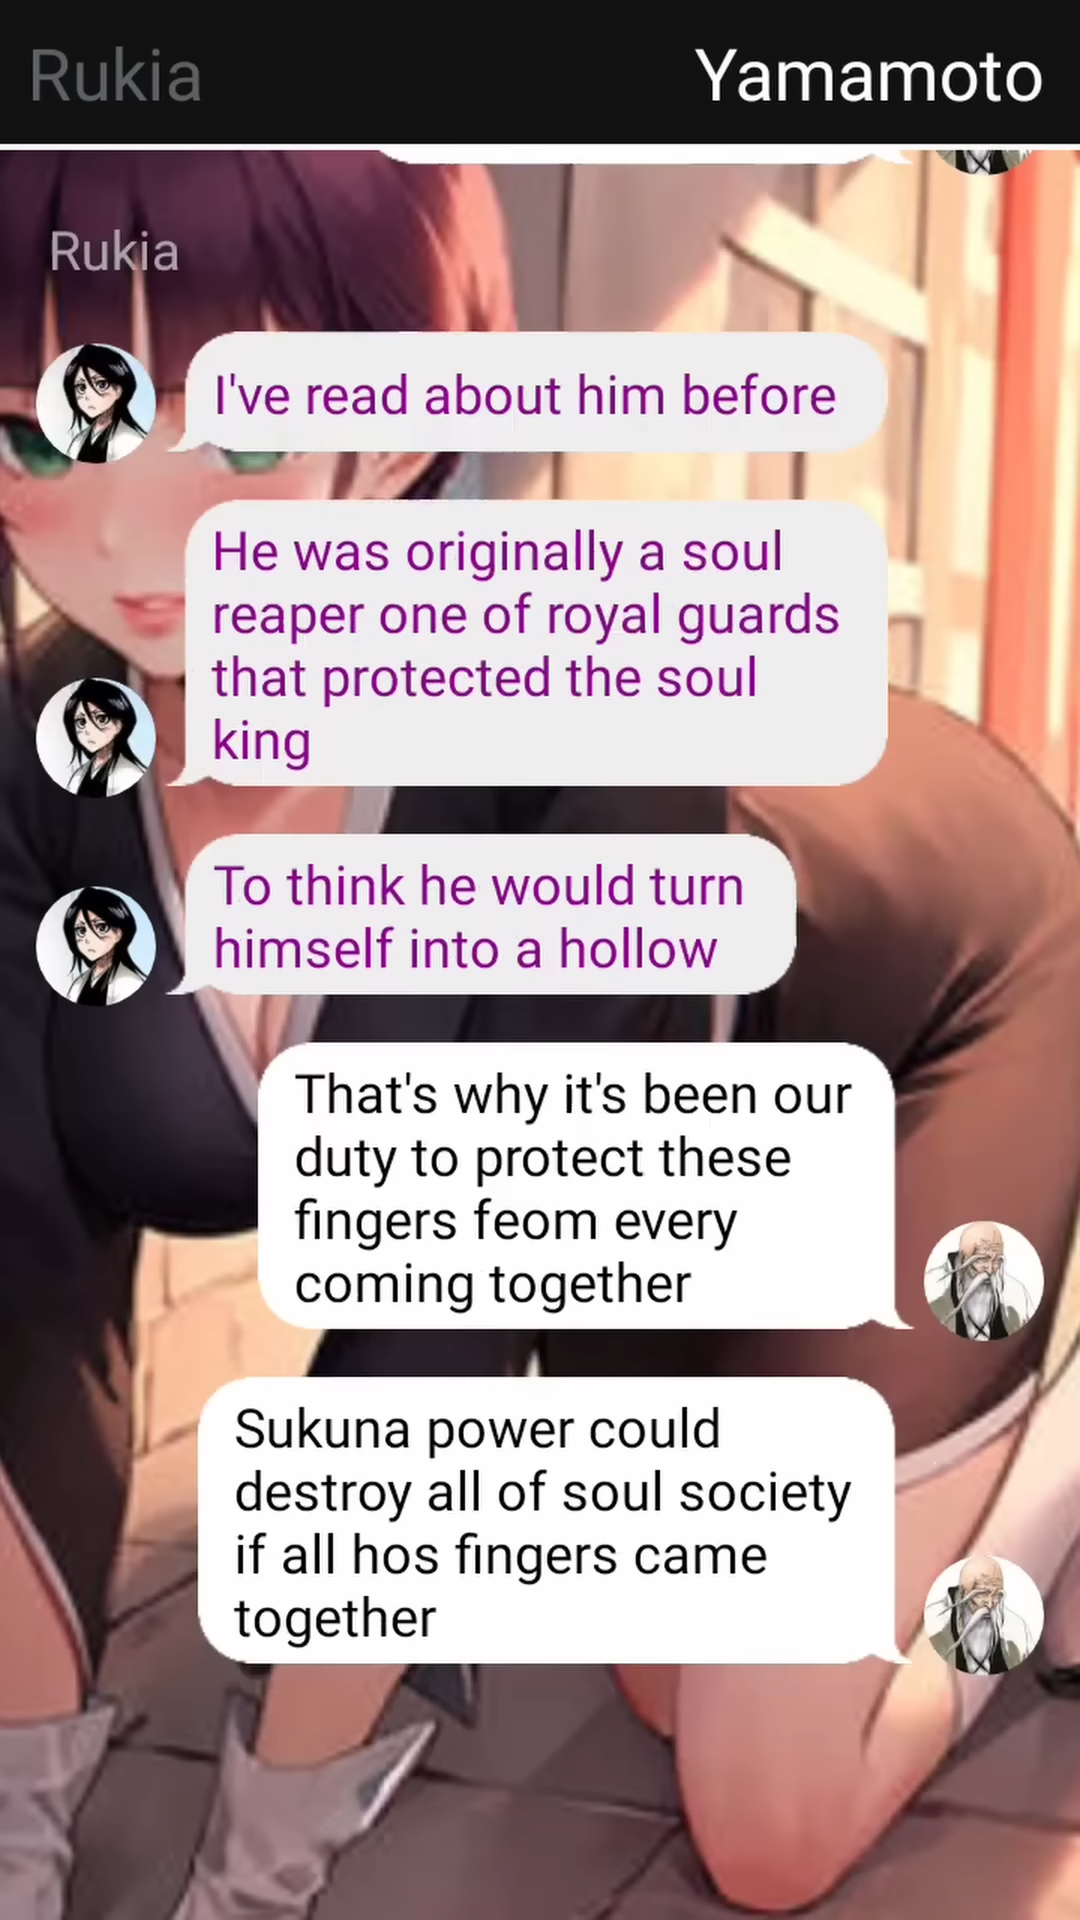 Rukia
Yamamoto
Rukia
I've read about him before
He was originally a soul
reaper one of royal guards
that protected the soul
king
To think he would turn
himself into a hollow
That's why it's been our
duty to protect these
fingers feom every
coming together
Sukuna power could
destroy all of soul society
if all hos fingers came
together